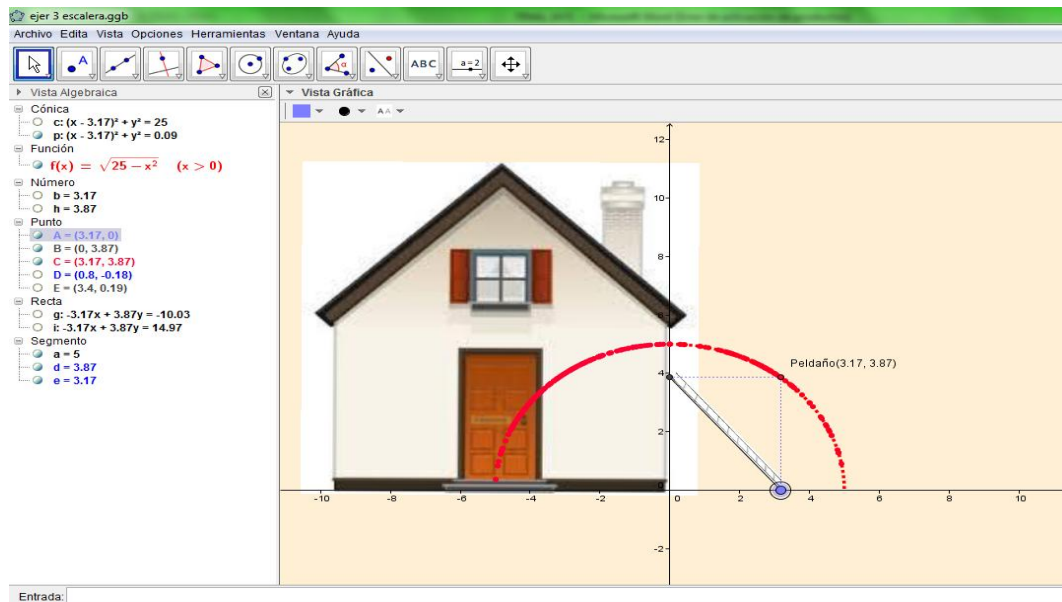 ejer 3 escalera.ggb
Archivo Edita Vista Opciones Herramientas Ventana Ayuda
A
α
ABC
a=2
Vista Algebraica
Vista Gráfica
AA
Cónica
c: (x - 3.17)² + y² = 25
p: (x - 3.17)² + y² = 0.09
Función
f(x) = √25 − x² (x > 0)
Número
b = 3.17
h = 3.87
Punto
A = (3.17, 0)
B = (0, 3.87)
C = (3.17, 3.87)
D = (0.8, -0.18)
E = (3.4, 0.19)
Recta
g: -3.17x + 3.87y = -10.03
i: -3.17x + 3.87y = 14.97
Segmento
a = 5
d = 3.87
e = 3.17
12
10
8
6
4
2
0
-2
-10 -8 -6 -4 -2 0 2 4 6 8 10
Peldaño(3.17, 3.87)
Entrada: